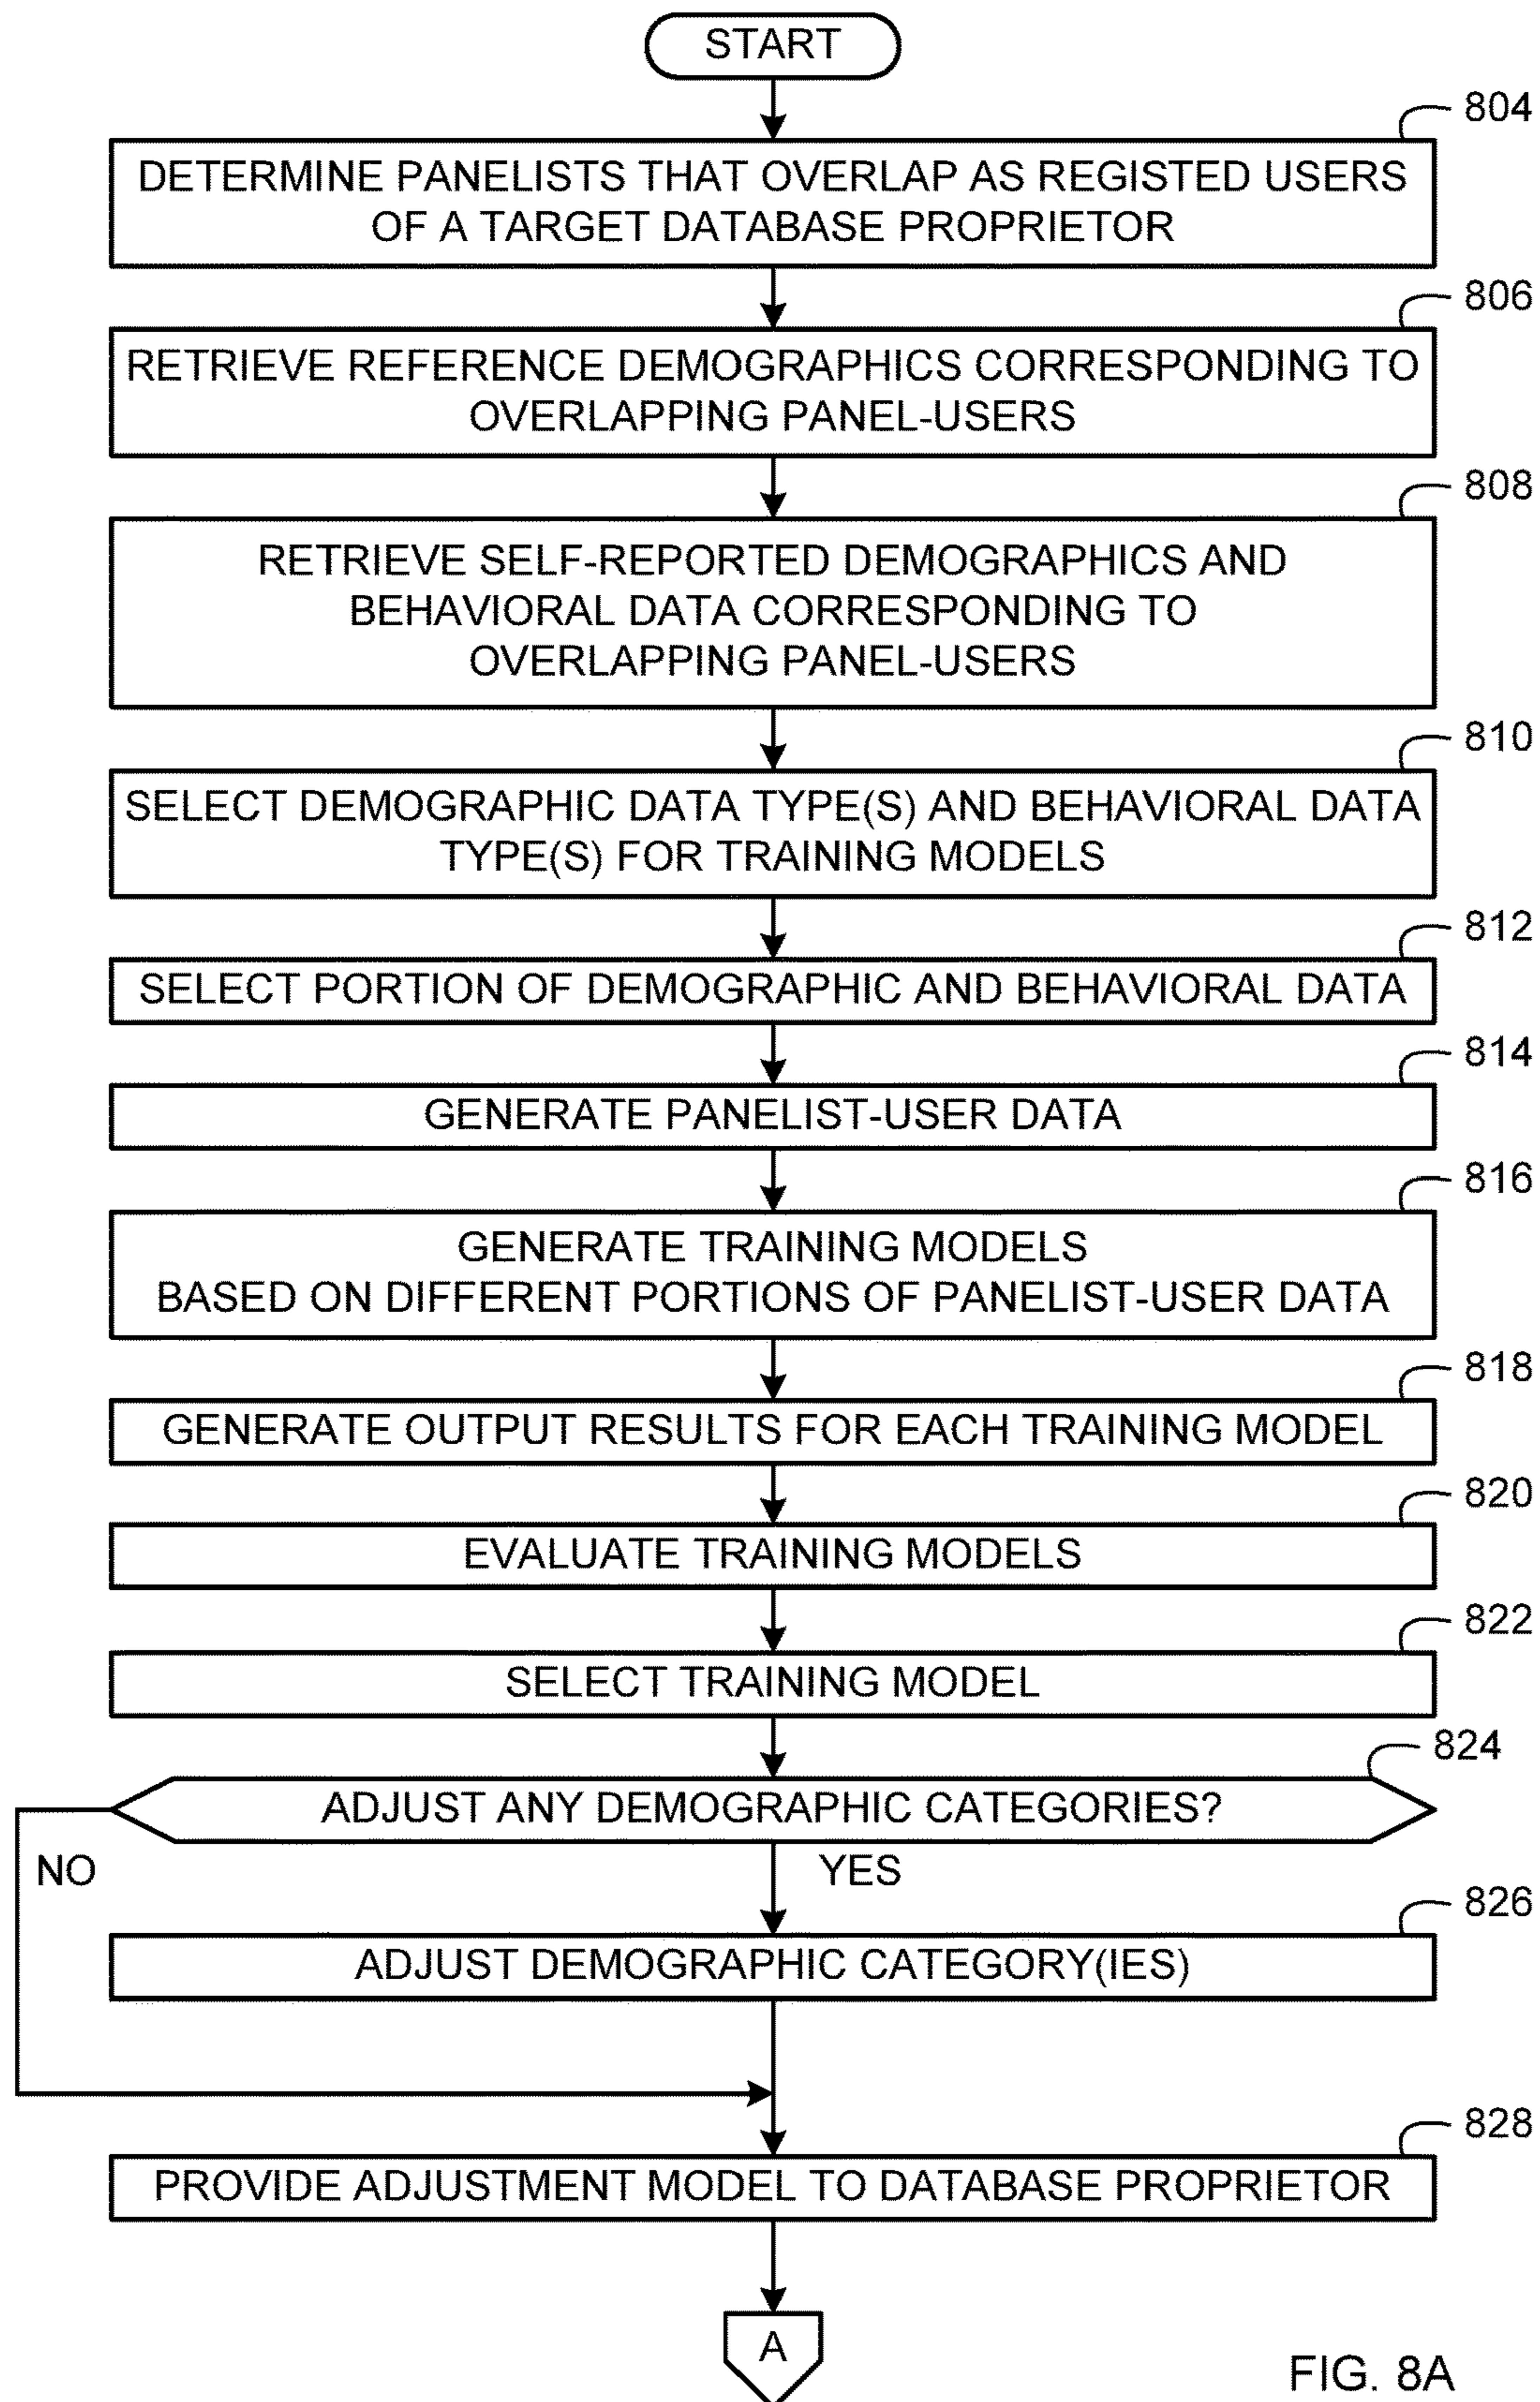 START
804
DETERMINE PANELISTS THAT OVERLAP AS REGISTED USERS
OF A TARGET DATABASE PROPRIETOR
806
RETRIEVE REFERENCE DEMOGRAPHICS CORRESPONDING TO
OVERLAPPING PANEL-USERS
808
RETRIEVE SELF-REPORTED DEMOGRAPHICS AND
BEHAVIORAL DATA CORRESPONDING TO
OVERLAPPING PANEL-USERS
810
SELECT DEMOGRAPHIC DATA TYPE(S) AND BEHAVIORAL DATA
TYPE(S) FOR TRAINING MODELS
812
SELECT PORTION OF DEMOGRAPHIC AND BEHAVIORAL DATA
814
GENERATE PANELIST-USER DATA
816
GENERATE TRAINING MODELS
BASED ON DIFFERENT PORTIONS OF PANELIST-USER DATA
818
GENERATE OUTPUT RESULTS FOR EACH TRAINING MODEL
820
EVALUATE TRAINING MODELS
822
SELECT TRAINING MODEL
824
ADJUST ANY DEMOGRAPHIC CATEGORIES?
NO
YES
826
ADJUST DEMOGRAPHIC CATEGORY(IES)
828
PROVIDE ADJUSTMENT MODEL TO DATABASE PROPRIETOR
A
FIG. 8A